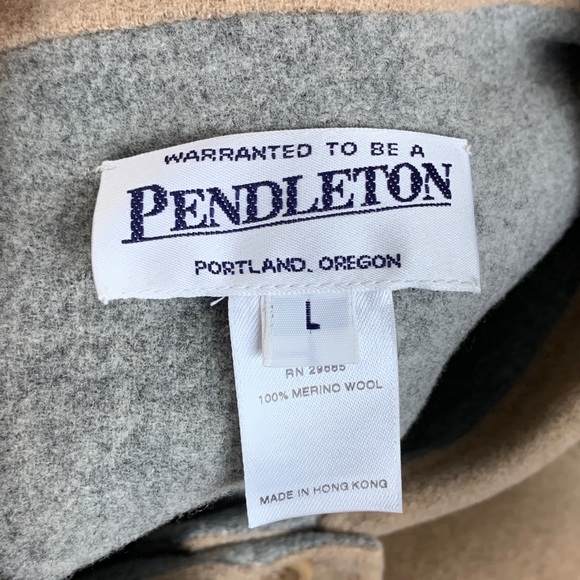 WARRANTED TO BE A
PENDLETON
PORTLAND, OREGON
L
RN 29685
100% MERINO WOOL
MADE IN HONG KONG